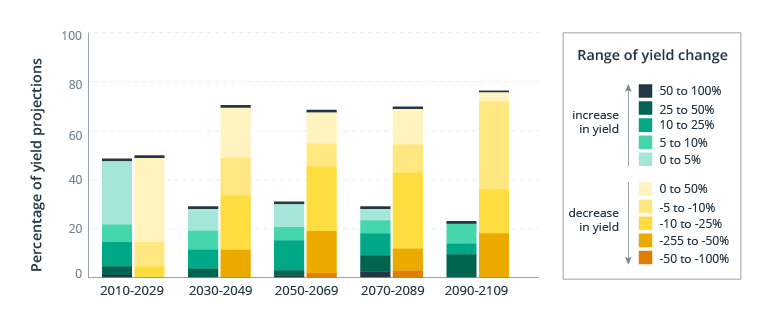 Percentage of yield projections
100
80
60
40
20
0
2010-2029
2030-2049
2050-2069
2070-2089
2090-2109
Range of yield change
increase
in yield
50 to 100%
25 to 50%
10 to 25%
5 to 10%
0 to 5%
decrease
in yield
0 to 50%
-5 to -10%
-10 to -25%
-255 to -50%
-50 to -100%